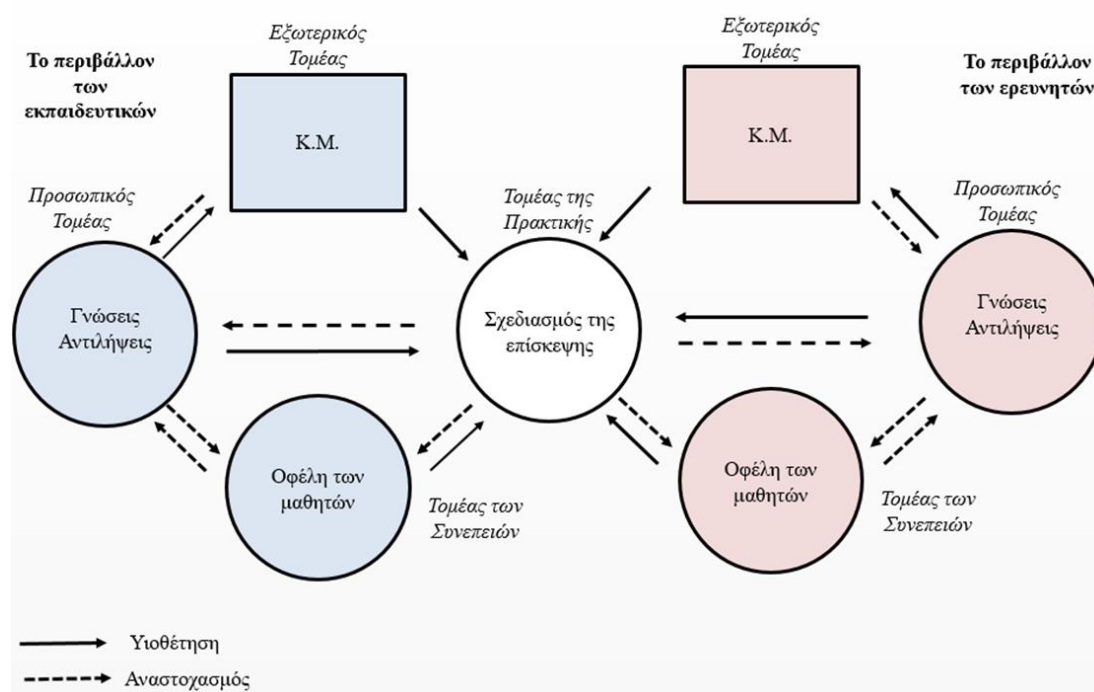 Εξωτερικός
Τομέας
Εξωτερικός
Τομέας
Το περιβάλλον
των
εκπαιδευτικών
Το περιβάλλον
των ερευνητών
Κ.Μ.
Κ.Μ.
Προσωπικός
Τομέας
Τομέας της
Πρακτικής
Προσωπικός
Τομέας
Γνώσεις
Αντιλήψεις
Σχεδιασμός της
επίσκεψης
Γνώσεις
Αντιλήψεις
Οφέλη των
μαθητών
Τομέας των
Συνεπειών
Οφέλη των
μαθητών
Τομέας των
Συνεπειών
Υιοθέτηση
Αναστοχασμός